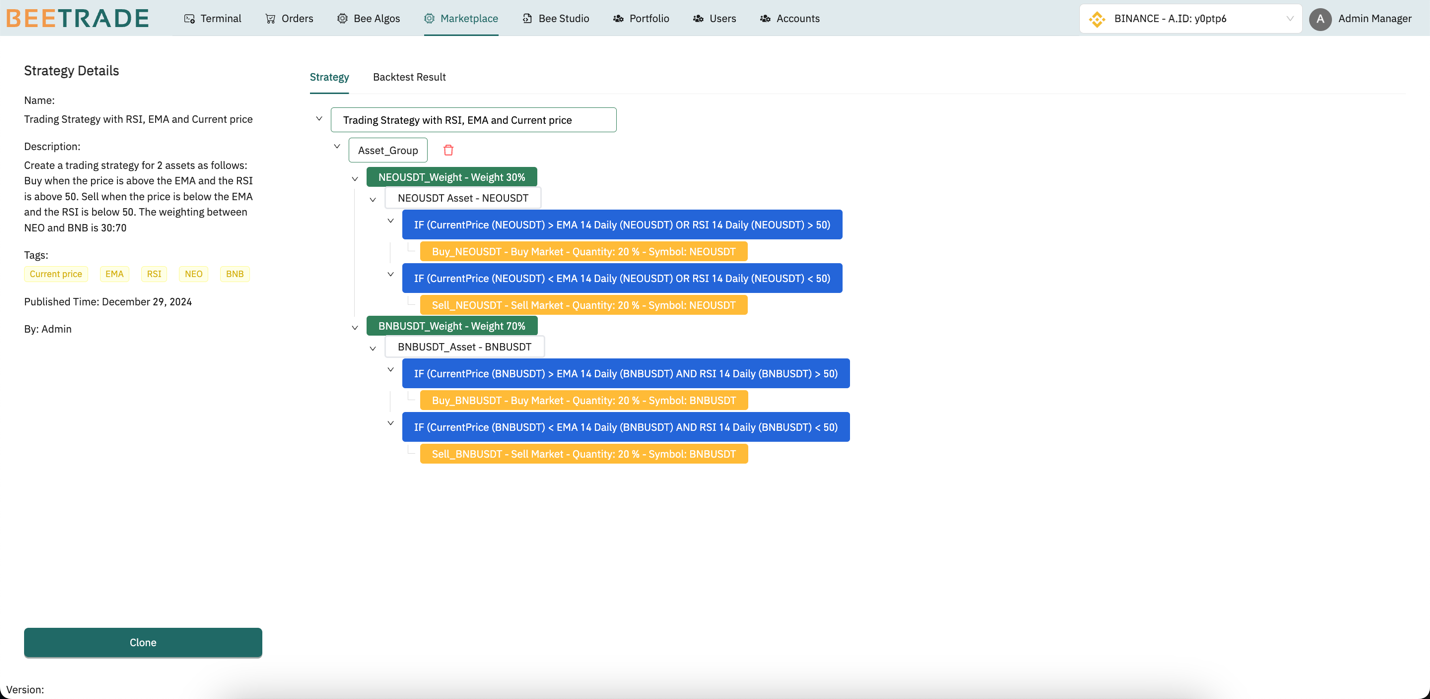 BEETRADE
Terminal
Orders
Bee Algos
Marketplace
Bee Studio
Portfolio
Users
Accounts
BINANCE - A.ID: y0ptp6
A
Admin Manager
Strategy Details
Name:
Trading Strategy with RSI, EMA and Current price
Description:
Create a trading strategy for 2 assets as follows:
Buy when the price is above the EMA and the RSI
is above 50. Sell when the price is below the EMA
and the RSI is below 50. The weighting between
NEO and BNB is 30:70
Tags:
Current price
EMA
RSI
NEO
BNB
Published Time: December 29, 2024
By: Admin
Clone
Version:
Strategy
Backtest Result
Trading Strategy with RSI, EMA and Current price
Asset_Group
NEOUSDT_Weight - Weight 30%
NEOUSDT Asset - NEOUSDT
IF (CurrentPrice (NEOUSDT) > EMA 14 Daily (NEOUSDT) OR RSI 14 Daily (NEOUSDT) > 50)
Buy_NEOUSDT - Buy Market - Quantity: 20 % - Symbol: NEOUSDT
IF (CurrentPrice (NEOUSDT) < EMA 14 Daily (NEOUSDT) OR RSI 14 Daily (NEOUSDT) < 50)
Sell_NEOUSDT - Sell Market - Quantity: 20 % - Symbol: NEOUSDT
BNBUSDT_Weight - Weight 70%
BNBUSDT_Asset - BNBUSDT
IF (CurrentPrice (BNBUSDT) > EMA 14 Daily (BNBUSDT) AND RSI 14 Daily (BNBUSDT) > 50)
Buy_BNBUSDT - Buy Market - Quantity: 20 % - Symbol: BNBUSDT
IF (CurrentPrice (BNBUSDT) < EMA 14 Daily (BNBUSDT) AND RSI 14 Daily (BNBUSDT) < 50)
Sell_BNBUSDT - Sell Market - Quantity: 20 % - Symbol: BNBUSDT